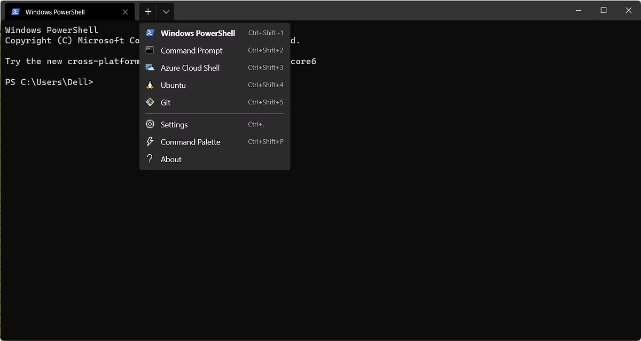 Windows PowerShell
Windows PowerShell
Copyright (C) Microsoft Co
d.
Try the new cross-platform
core6
PS C:\Users\Dell>
Windows PowerShell Ctrl+Shift+1
Command Prompt Ctrl+Shift+2
Azure Cloud Shell Ctrl+Shift+3
Ubuntu Ctrl+Shift+4
Git Ctrl+Shift+5
Settings Ctrl+,
Command Palette Ctrl+Shift+P
About